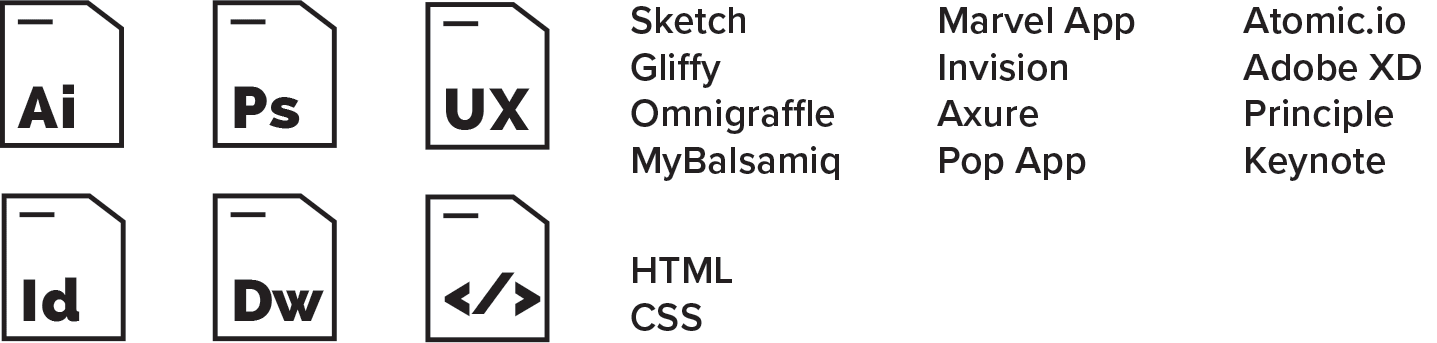 Ai
Ps
UX
Sketch
Gliffy
Omnigraffle
MyBalsamiq
Marvel App
Invision
Axure
Pop App
Atomic.io
Adobe XD
Principle
Keynote
Id
Dw
</>
HTML
CSS